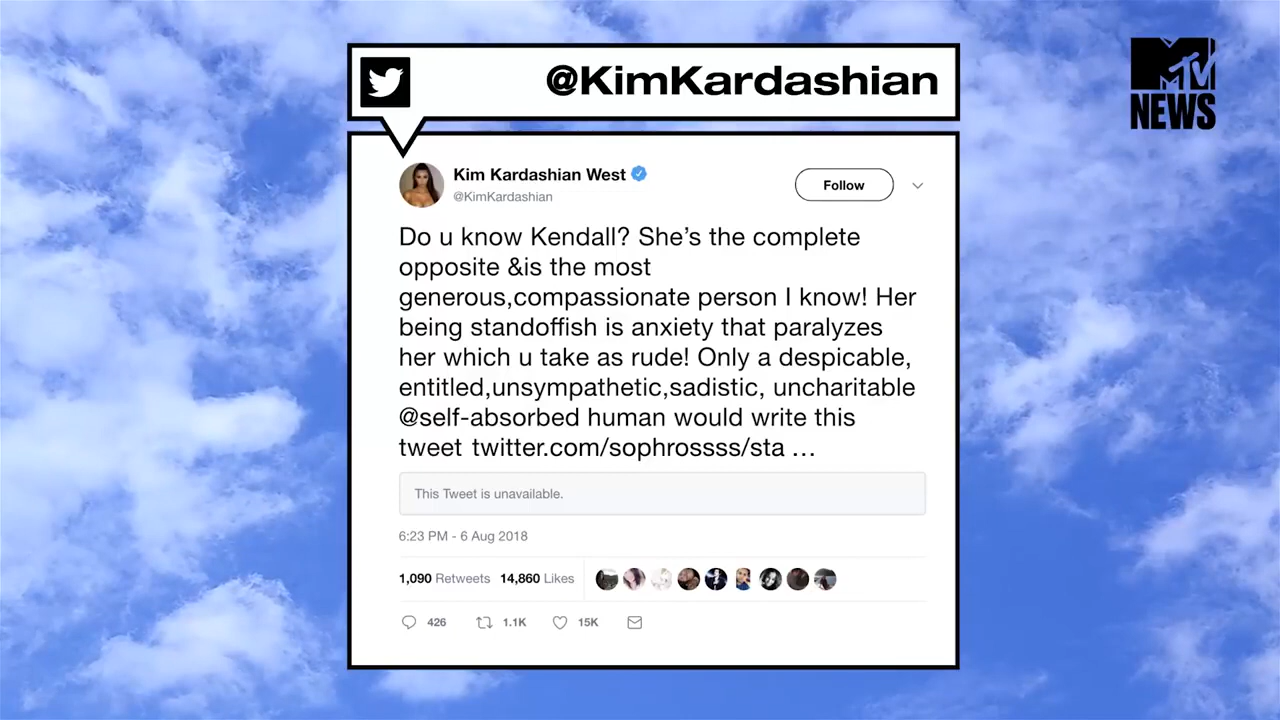 @KimKardashian
MTV
NEWS
Kim Kardashian West
@KimKardashian
Follow
Do u know Kendall? She's the complete
opposite &is the most
generous,compassionate person I know! Her
being standoffish is anxiety that paralyzes
her which u take as rude! Only a despicable,
entitled,unsympathetic,sadistic, uncharitable
@self-absorbed human would write this
tweet twitter.com/sophrossss/sta …
This Tweet is unavailable.
6:23 PM - 6 Aug 2018
1,090 Retweets 14,860 Likes
426 1.1K 15K